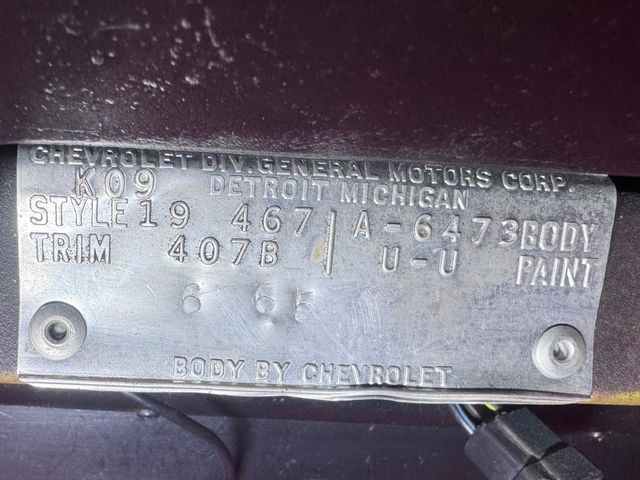 CHEVROLET DIV. GENERAL MOTORS CORP.
K09 DETROIT MICHIGAN
STYLE 19 467 A-6473 BODY
TRIM 407B U-U PAINT
6 6F
BODY BY CHEVROLET